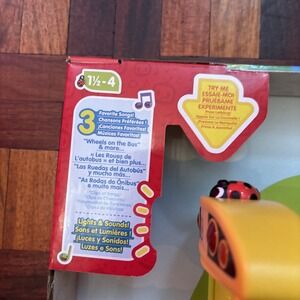 1½ - 4
3
Favorite Songs!
Chansons Préférées !
¡Canciones Favoritas!
Músicas Favoritas!
"Wheels on the Bus"
& more...
« Les Roues de
L'autobus » et bien plus...
"Las Ruedas del Autobús"
y mucho más...
"As Rodas do Ônibus"
e muito mais...
Lights & Sounds!
Sons et Lumières !
¡Luces y Sonidos!
Luzes e Sons!
TRY ME
ESSAIE-MOI
PRUÉBAME
EXPERIMENTE